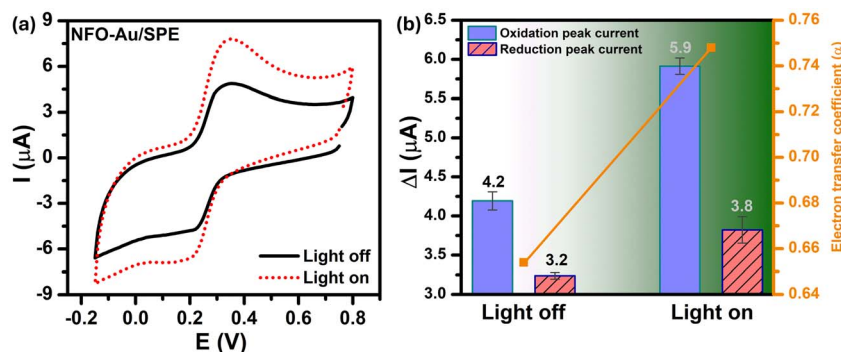 (a)
NFO-Au/SPE
I (μA)
9
6
3
0
-3
-6
-9
Light off
Light on
-0.2 0.0 0.2 0.4 0.6 0.8
E (V)
(b)
Oxidation peak current
Reduction peak current
ΔI (μA)
6.5
6.0
5.5
5.0
4.5
4.0
3.5
3.0
4.2
3.2
5.9
3.8
Light off Light on
0.76
0.74
0.72
0.70
0.68
0.66
0.64
Electron transfer coefficient (α)